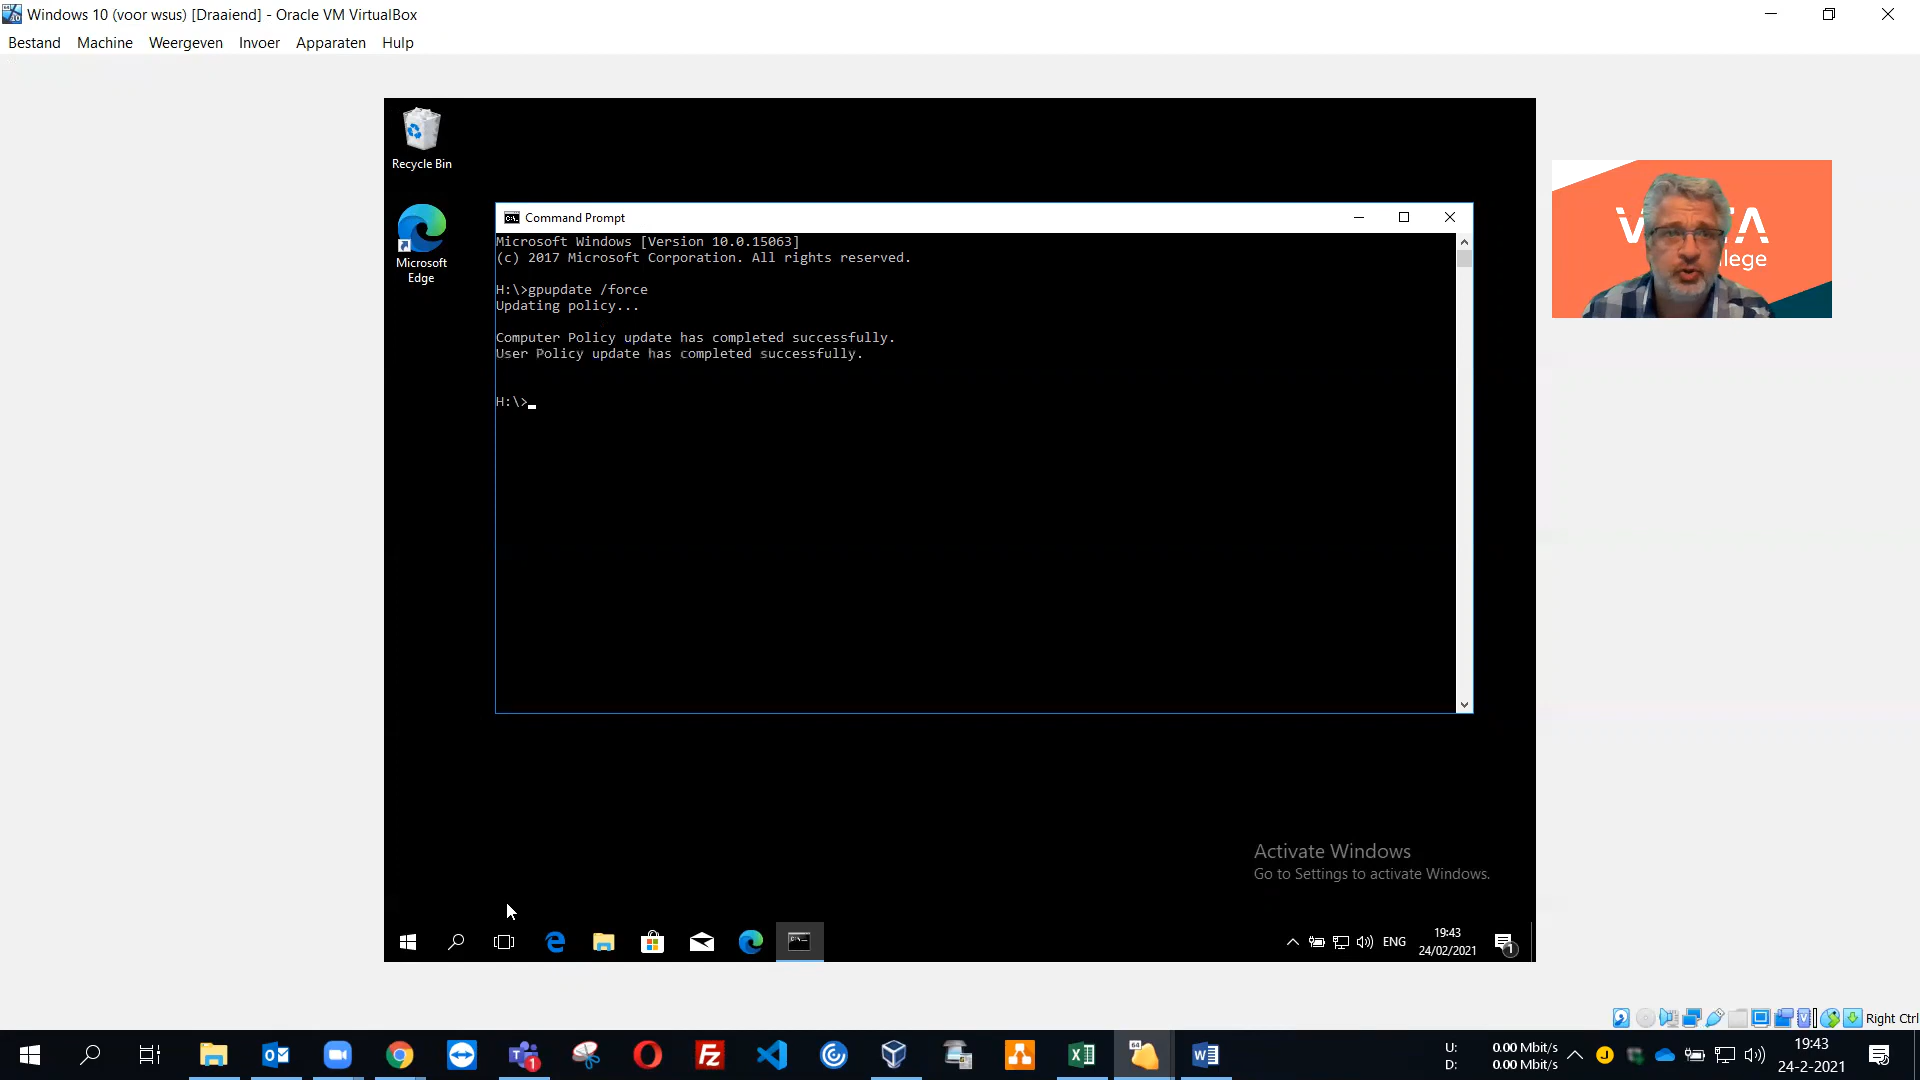 Windows 10 (voor wsus) [Draaiend] - Oracle VM VirtualBox
Bestand Machine Weergeven Invoer Apparaten Hulp
Recycle Bin
Microsoft
Edge
Command Prompt
Microsoft Windows [Version 10.0.15063]
(c) 2017 Microsoft Corporation. All rights reserved.
H:\>gpupdate /force
Updating policy...
Computer Policy update has completed successfully.
User Policy update has completed successfully.
H:\>
Activate Windows
Go to Settings to activate Windows.
ENG
19:43
24/02/2021
1
Right Ctrl
U: 0.00 Mbit/s
D: 0.00 Mbit/s
19:43
24-2-2021